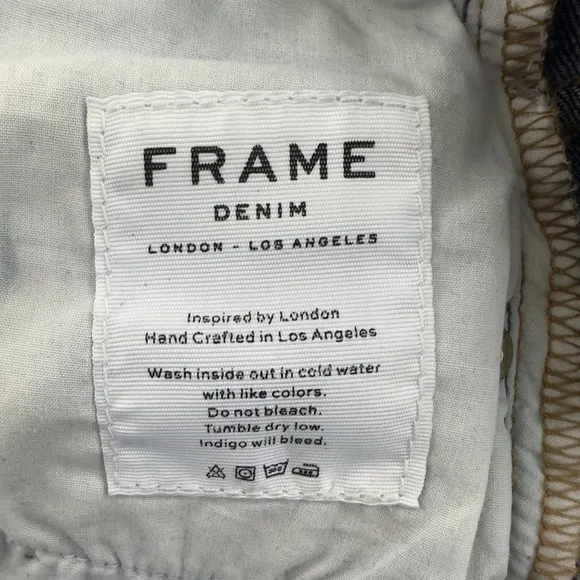 FRAME
DENIM
LONDON - LOS ANGELES
Inspired by London
Hand Crafted in Los Angeles
Wash inside out in cold water
with like colors.
Do not bleach.
Tumble dry low.
Indigo will bleed.